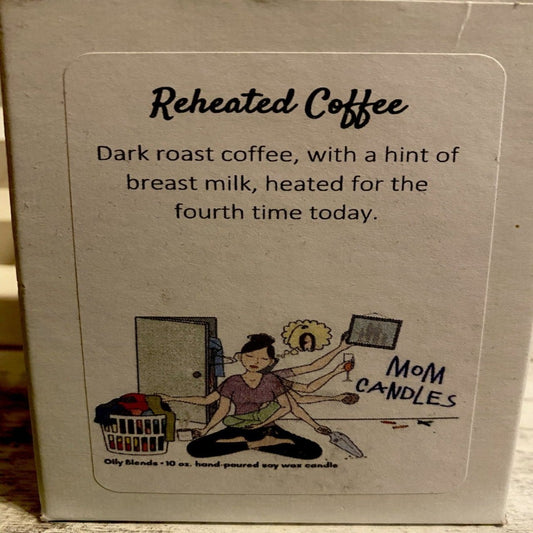 Reheated Coffee
Dark roast coffee, with a hint of
breast milk, heated for the
fourth time today.
MOM
CANDLES
Oily Blends • 10 oz. hand-poured soy wax candle